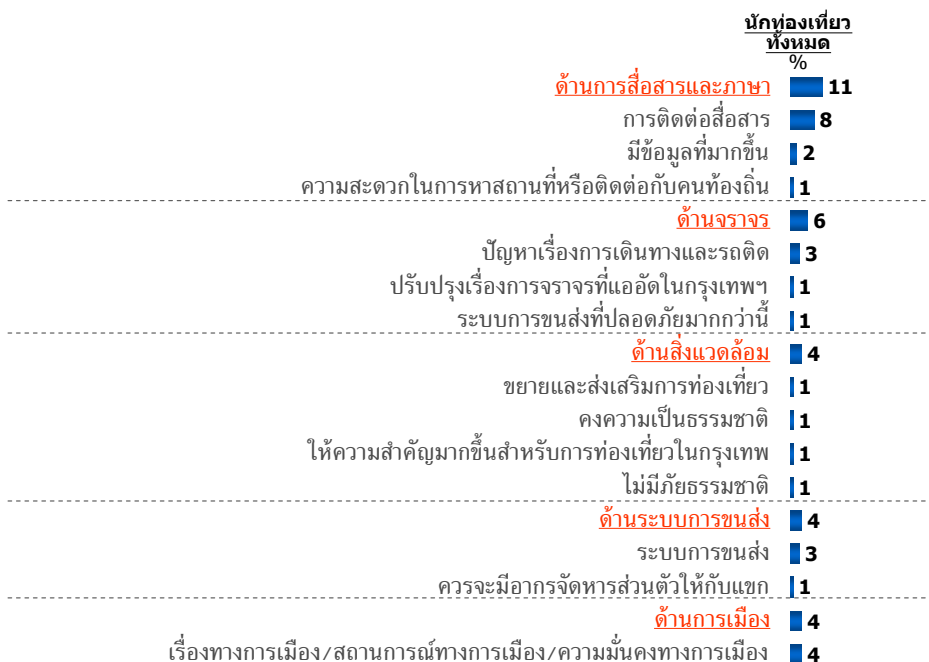 นักท่องเที่ยว
ทั้งหมด
%
ด้านการสื่อสารและภาษา 11
การติดต่อสื่อสาร 8
มีข้อมูลที่มากขึ้น 2
ความสะดวกในการหาสถานที่หรือติดต่อกับคนท้องถิ่น 1
ด้านจราจร 6
ปัญหาเรื่องการเดินทางและรถติด 3
ปรับปรุงเรื่องการจราจรที่แออัดในกรุงเทพฯ 1
ระบบการขนส่งที่ปลอดภัยมากกว่านี้ 1
ด้านสิ่งแวดล้อม 4
ขยายและส่งเสริมการท่องเที่ยว 1
คงความเป็นธรรมชาติ 1
ให้ความสำคัญมากขึ้นสำหรับการท่องเที่ยวในกรุงเทพ 1
ไม่มีภัยธรรมชาติ 1
ด้านระบบการขนส่ง 4
ระบบการขนส่ง 3
ควรจะมีอากรจัดหารส่วนตัวให้กับแขก 1
ด้านการเมือง 4
เรื่องทางการเมือง/สถานการณ์ทางการเมือง/ความมั่นคงทางการเมือง 4